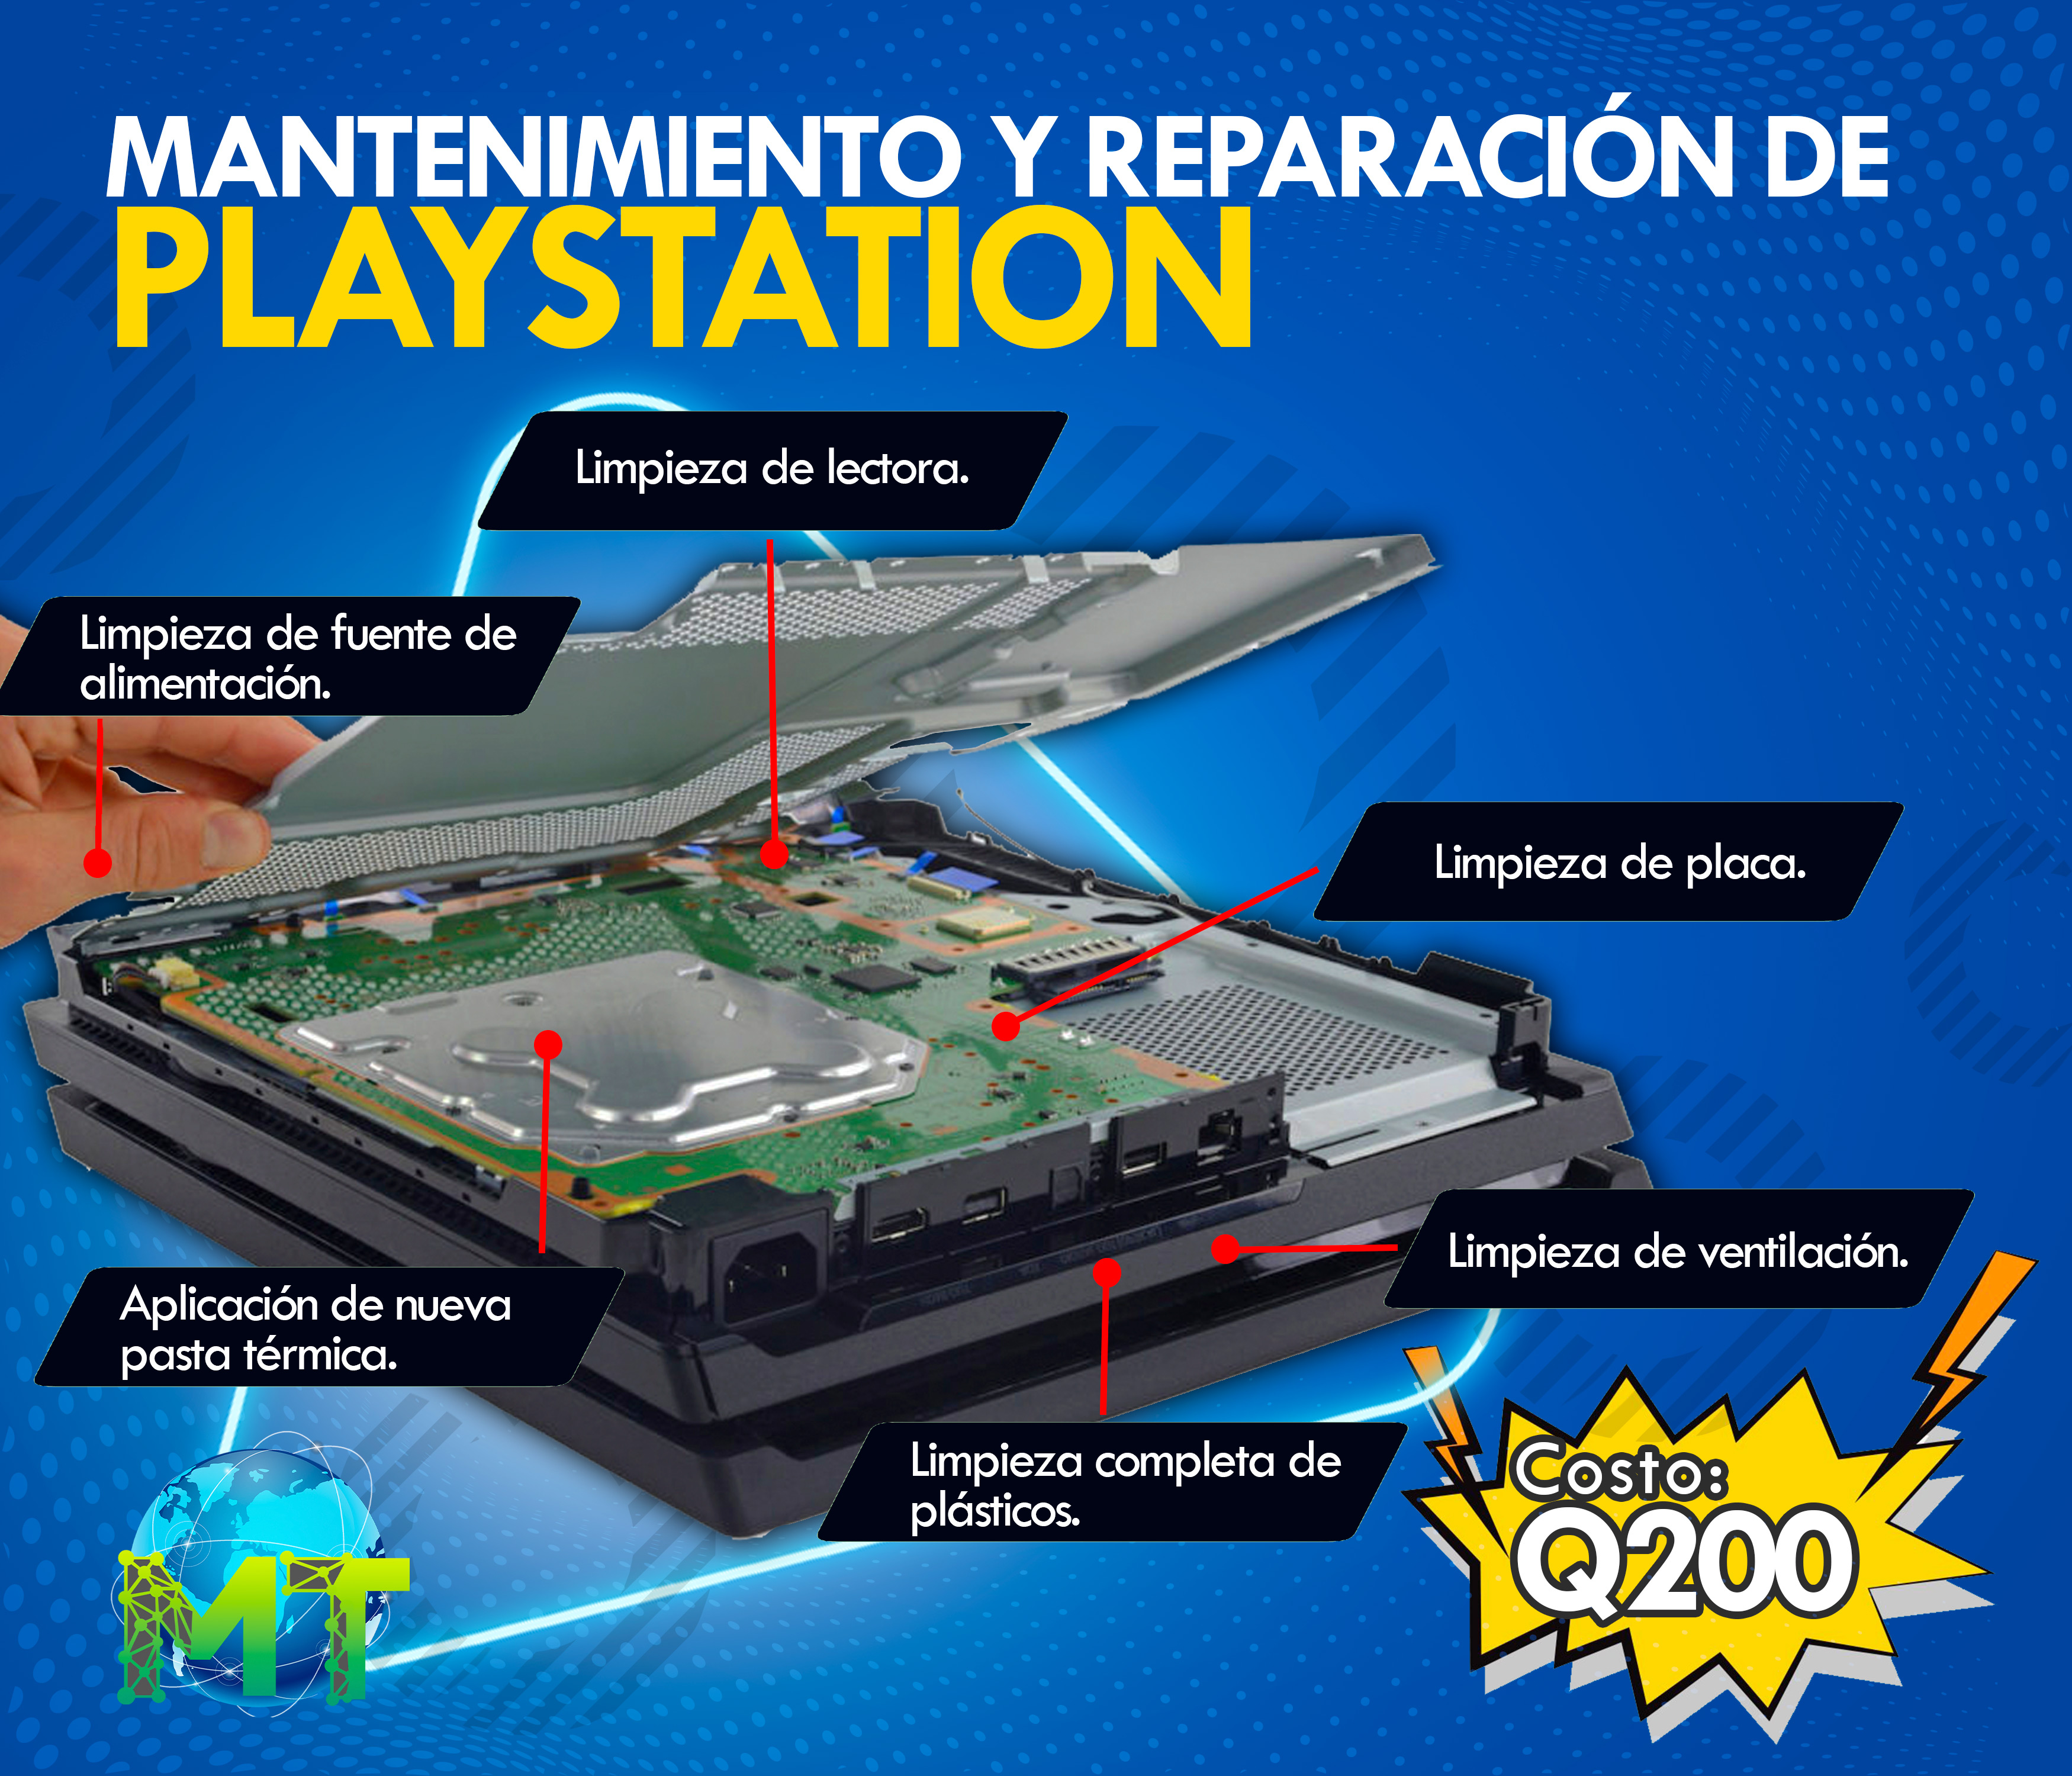 MANTENIMIENTO Y REPARACIÓN DE
PLAYSTATION
Limpieza de lectora.
Limpieza de fuente de
alimentación.
Limpieza de placa.
Limpieza de ventilación.
Aplicación de nueva
pasta térmica.
Limpieza completa de
plásticos.
Costo:
Q200
MT